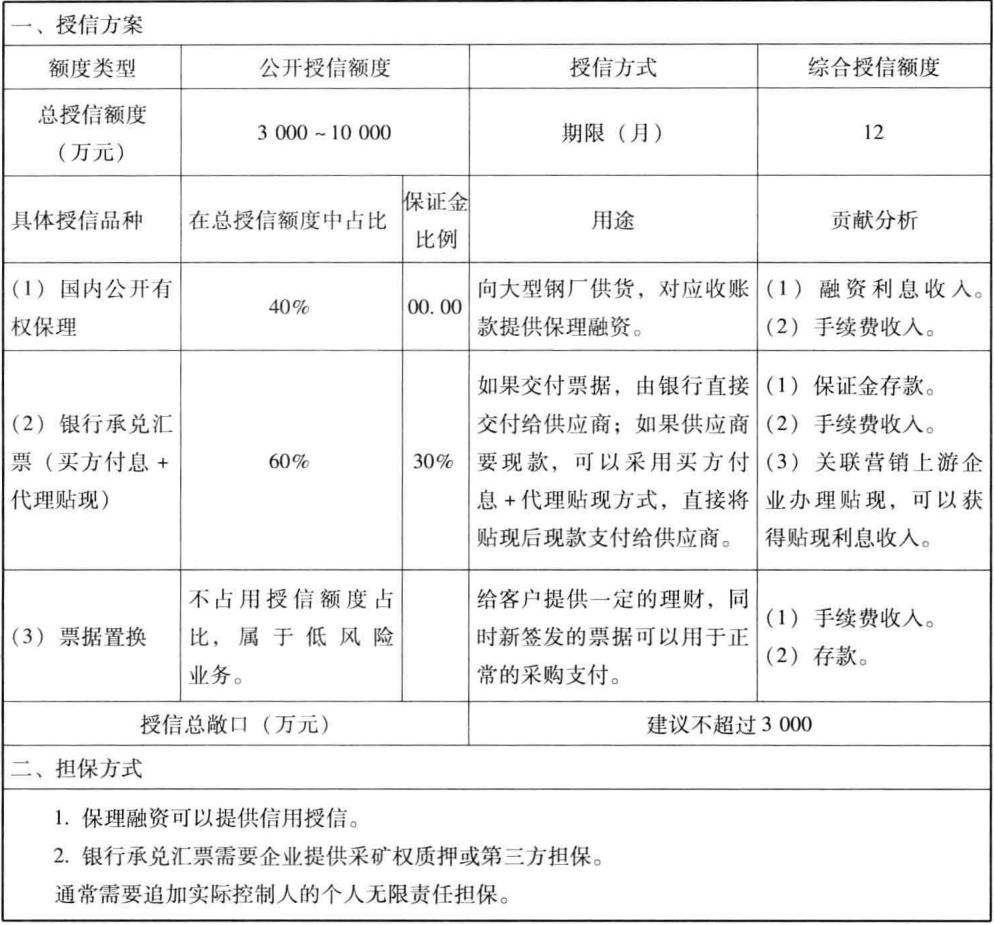 一、授信方案
额度类型 公开授信额度 授信方式 综合授信额度
总授信额度
（万元） 3 000 ~ 10 000 期限（月） 12
具体授信品种 在总授信额度中占比 保证金
比例 用途 贡献分析
（1）国内公开有
权保理 40% 00. 00 向大型钢厂供货，对应收账
款提供保理融资。 （1）融资利息收入。
（2）手续费收入。
（2）银行承兑汇
票（买方付息 +
代理贴现） 60% 30% 如果交付票据，由银行直接
交付给供应商；如果供应商
要现款，可以采用买方付
息 + 代理贴现方式，直接将
贴现后现款支付给供应商。 （1）保证金存款。
（2）手续费收入。
（3）关联营销上游企
业办理贴现，可以获
得贴现利息收入。
（3）票据置换 不占用授信额度占
比，属于低风险
业务。 给客户提供一定的理财，同
时新签发的票据可以用于正
常的采购支付。 （1）手续费收入。
（2）存款。
授信总敞口（万元） 建议不超过 3 000
二、担保方式
1. 保理融资可以提供信用授信。
2. 银行承兑汇票需要企业提供采矿权质押或第三方担保。
通常需要追加实际控制人的个人无限责任担保。